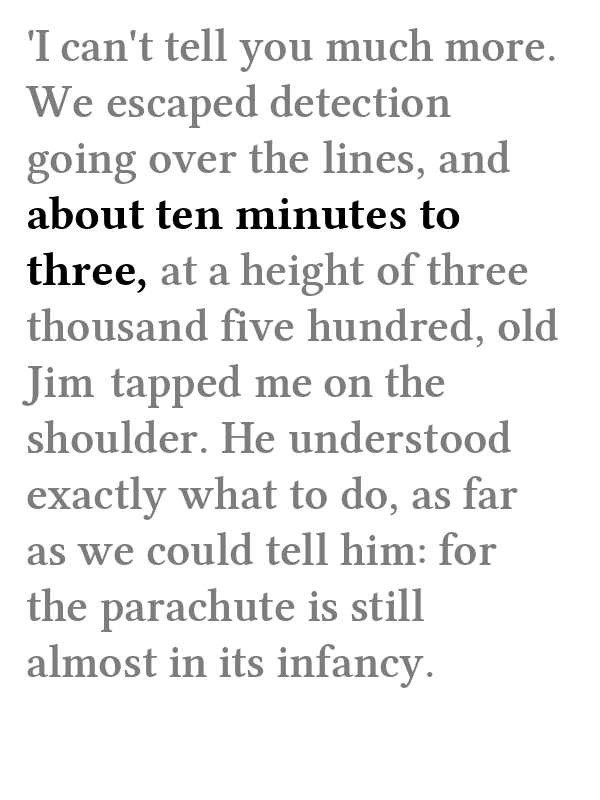 'I can't tell you much more.
We escaped detection
going over the lines, and
about ten minutes to
three, at a height of three
thousand five hundred, old
Jim tapped me on the
shoulder. He understood
exactly what to do, as far
as we could tell him: for
the parachute is still
almost in its infancy.